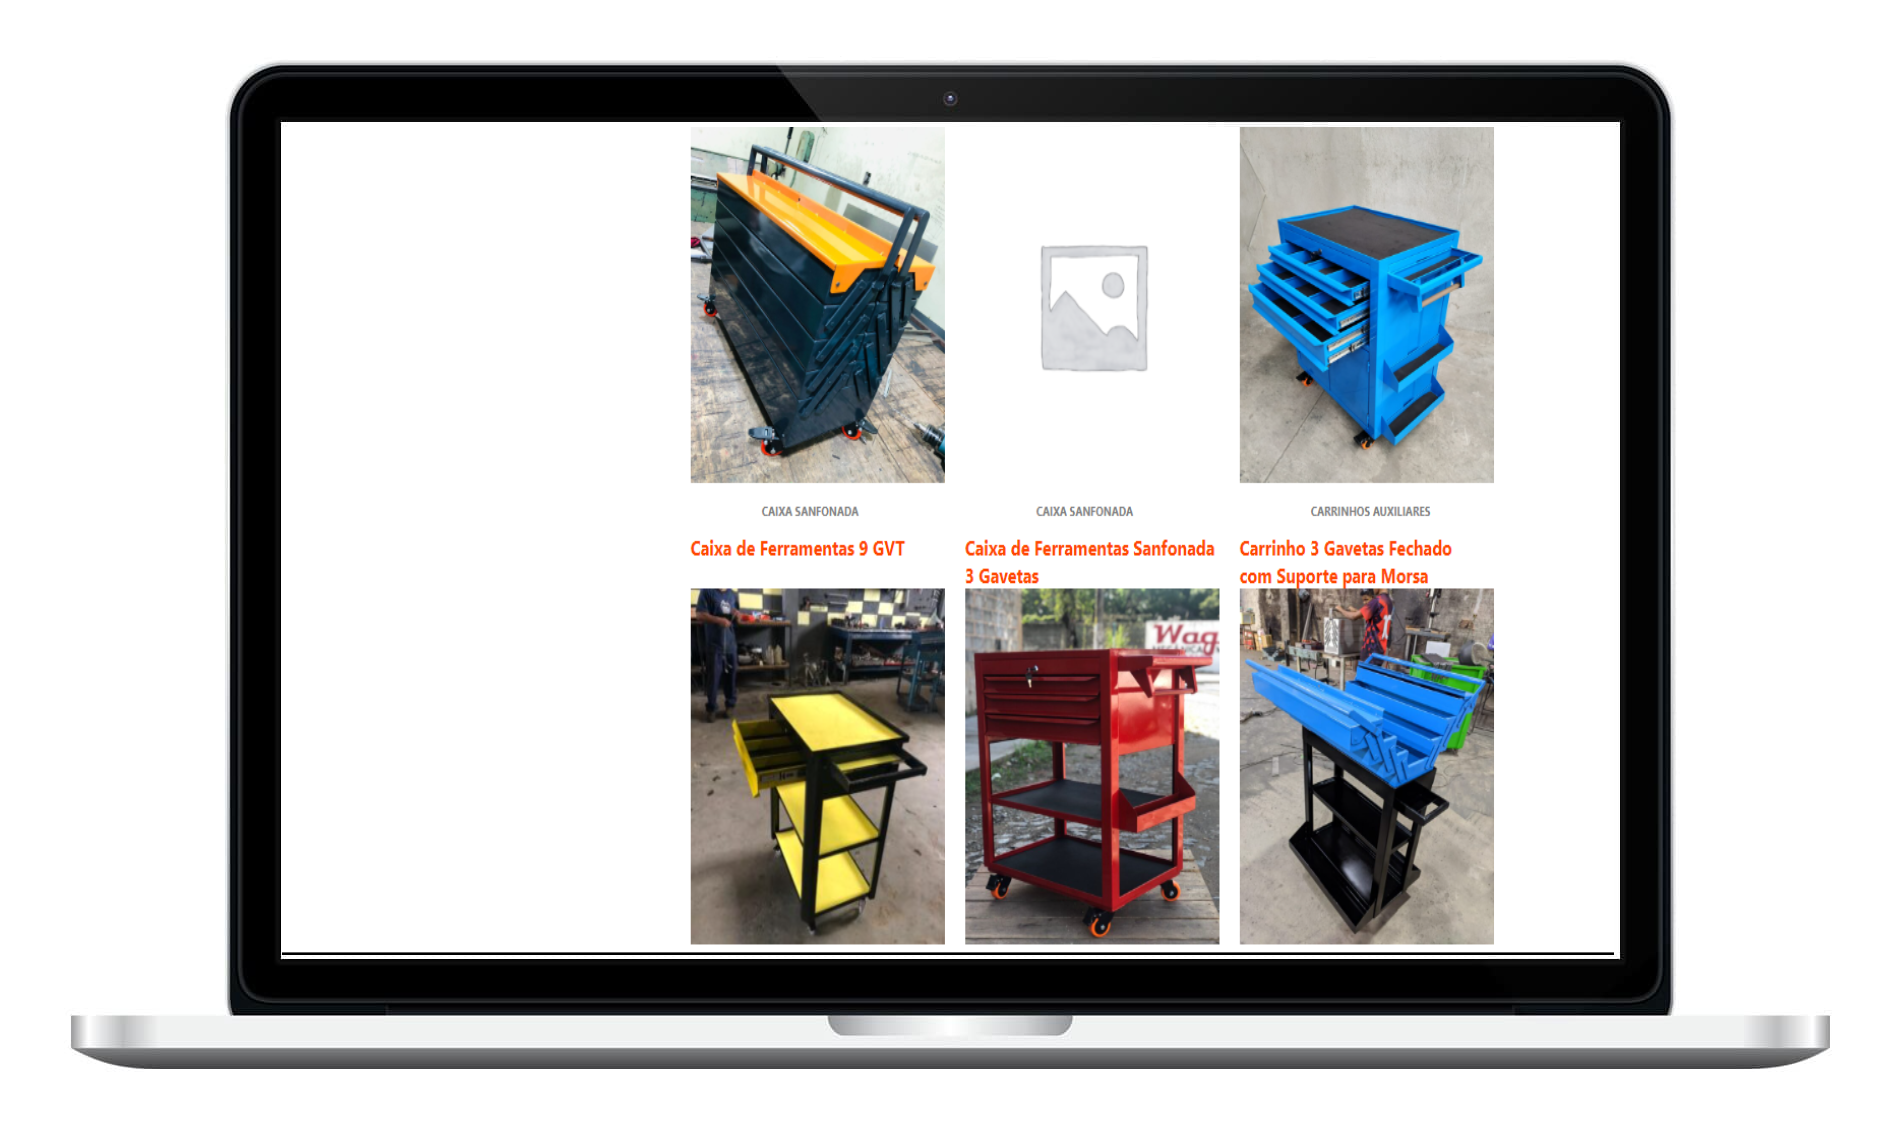 CAIXA SANFONADA
CAIXA SANFONADA
CARRINHOS AUXILIARES
Caixa de Ferramentas 9 GVT
Caixa de Ferramentas Sanfonada
3 Gavetas
Carrinho 3 Gavetas Fechado
com Suporte para Morsa
Wag